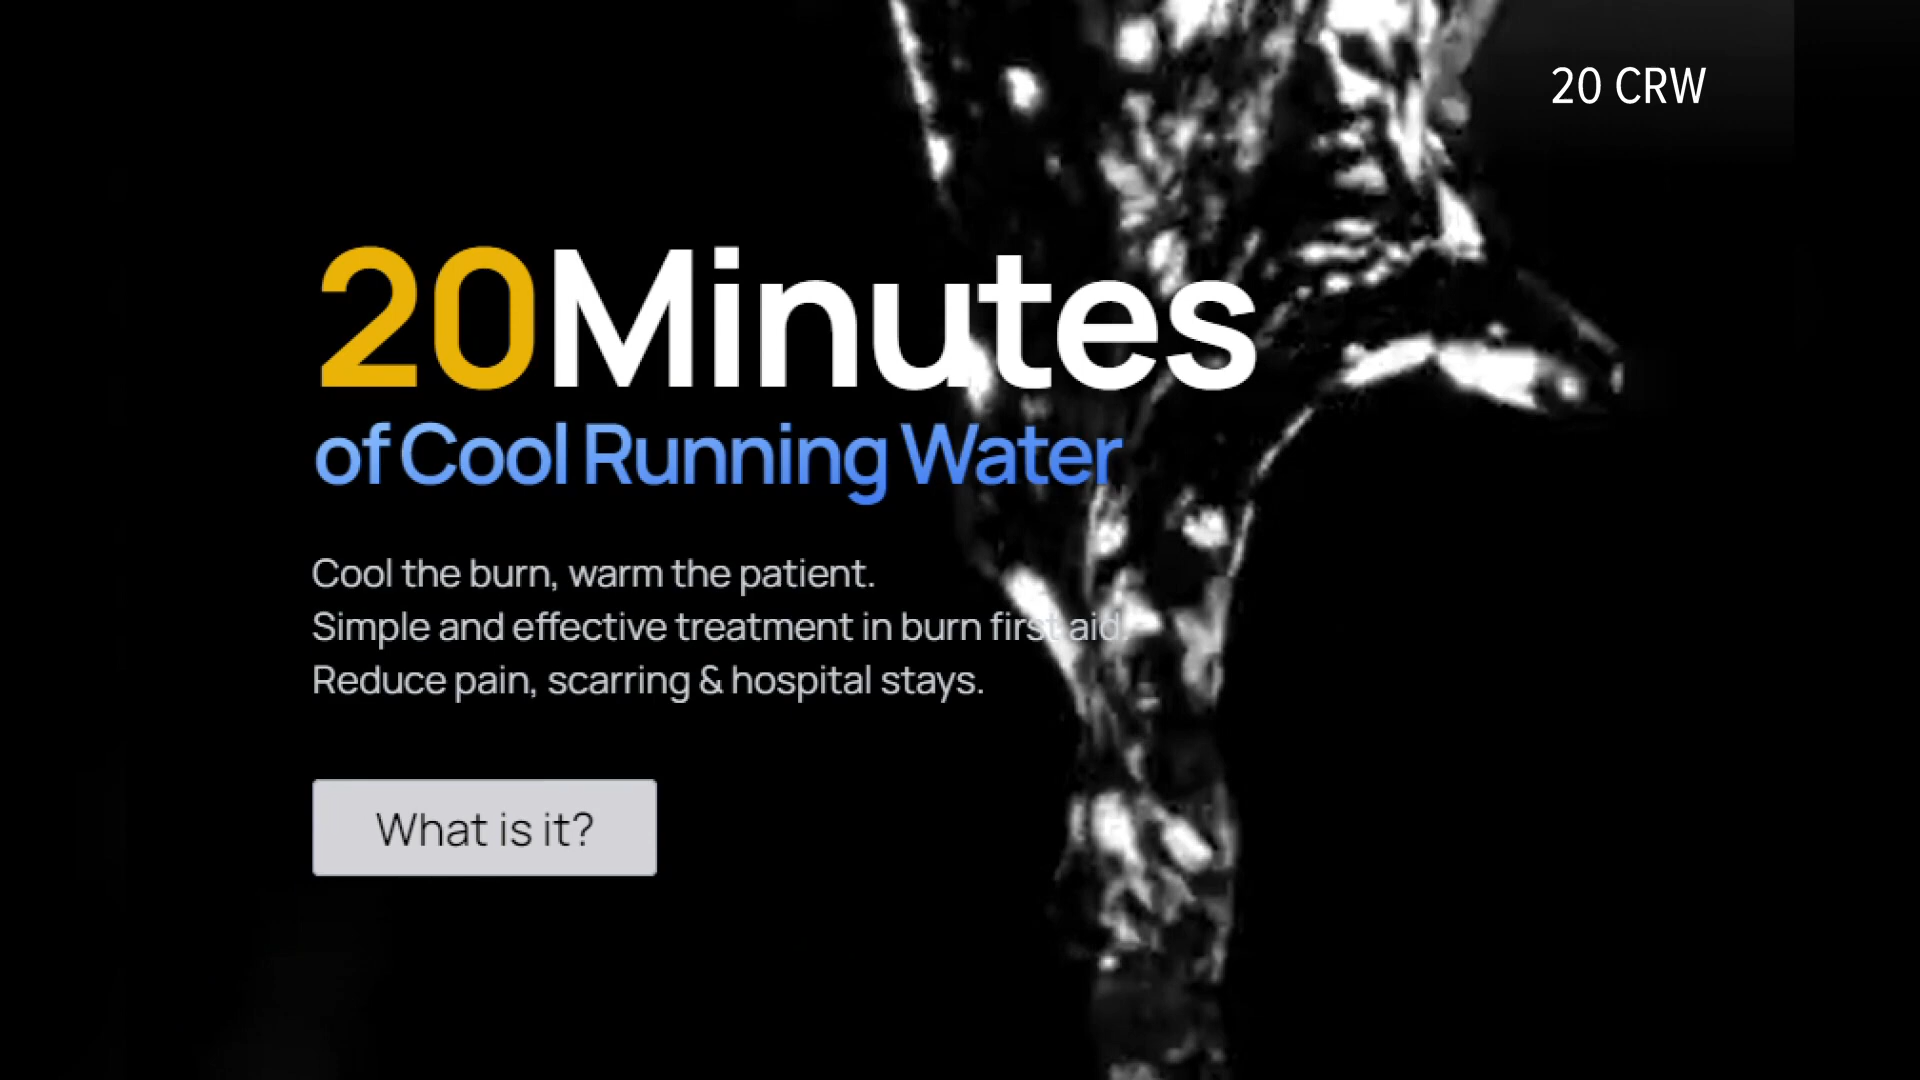 20 CRW
20Minutes
of Cool Running Water
Cool the burn, warm the patient.
Simple and effective treatment in burn first aid.
Reduce pain, scarring & hospital stays.
What is it?